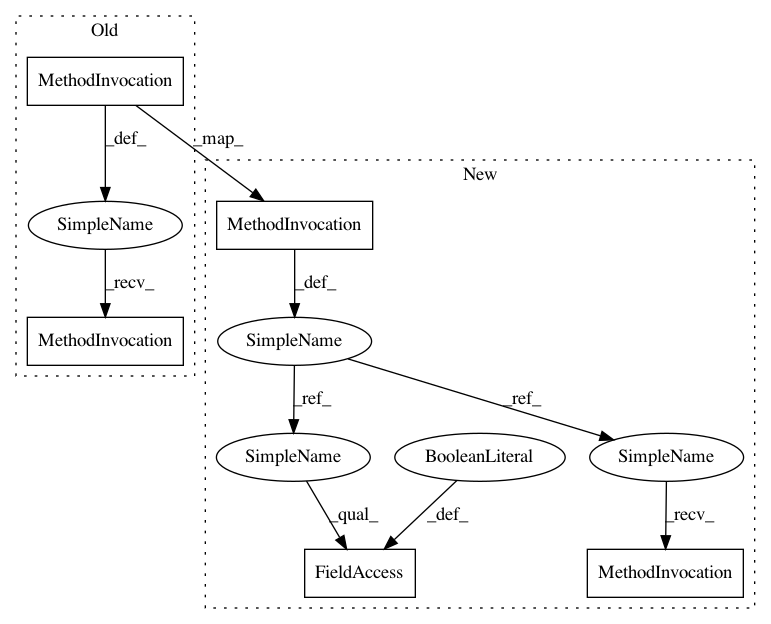 Old
MethodInvocation
_def_
_map_
New
SimpleName
MethodInvocation
_recv_
_def_
MethodInvocation
SimpleName
_ref_
_ref_
SimpleName
BooleanLiteral
SimpleName
_qual_
_def_
_recv_
FieldAccess
MethodInvocation